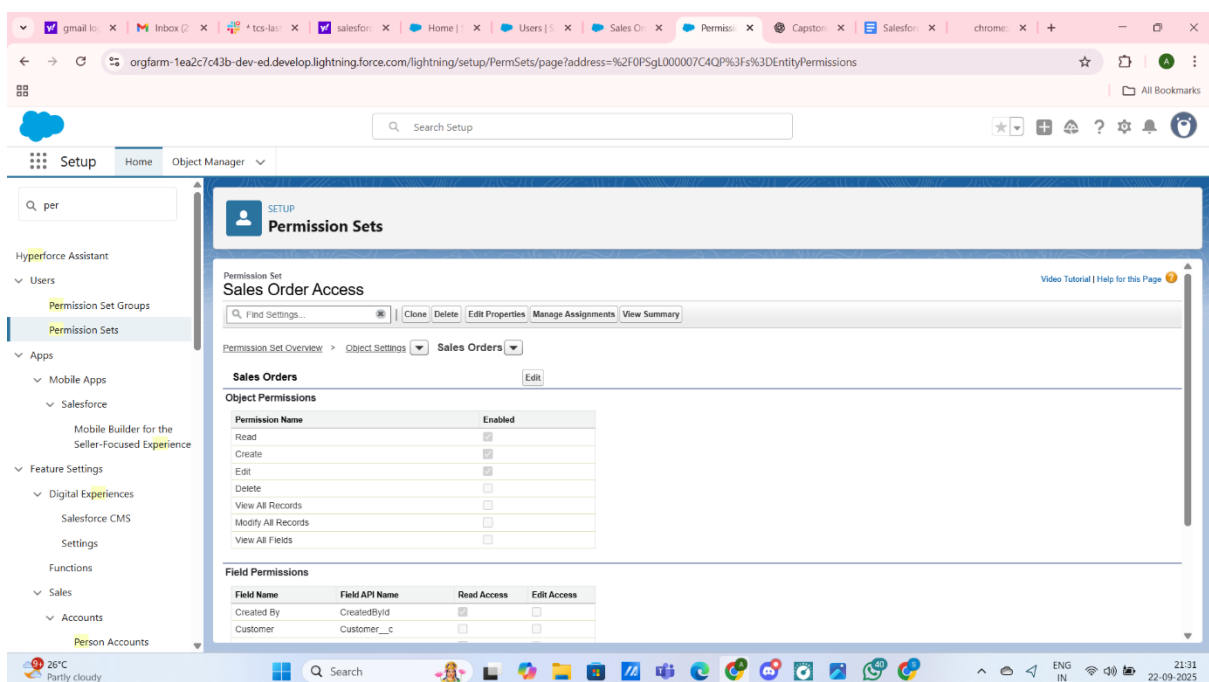 gmail lo
Inbox (2
* tcs-las
salesforc
Home | S
Users | S
Sales Or
Permissi
Capston
Salesforc
chrome:
orgfarm-1ea2c7c43b-dev-ed.develop.lightning.force.com/lightning/setup/PermSets/page?address=%2F0PSgL000007C4QP%3Fs%3DEntityPermissions
A
All Bookmarks
Search Setup
Setup Home Object Manager
per
SETUP
Permission Sets
Hyperforce Assistant
Users
Permission Set Groups
Permission Sets
Apps
Mobile Apps
Salesforce
Mobile Builder for the
Seller-Focused Experience
Feature Settings
Digital Experiences
Salesforce CMS
Settings
Functions
Sales
Accounts
Person Accounts
Permission Set
Sales Order Access
Video Tutorial | Help for this Page
Find Settings... | Clone Delete Edit Properties Manage Assignments View Summary
Permission Set Overview > Object Settings Sales Orders
Sales Orders Edit
Object Permissions
Permission Name Enabled
Read
Create
Edit
Delete
View All Records
Modify All Records
View All Fields
Field Permissions
Field Name Field API Name Read Access Edit Access
Created By CreatedById
Customer Customer__c
26°C
Partly cloudy
Search
ENG
IN
21:31
22-09-2025